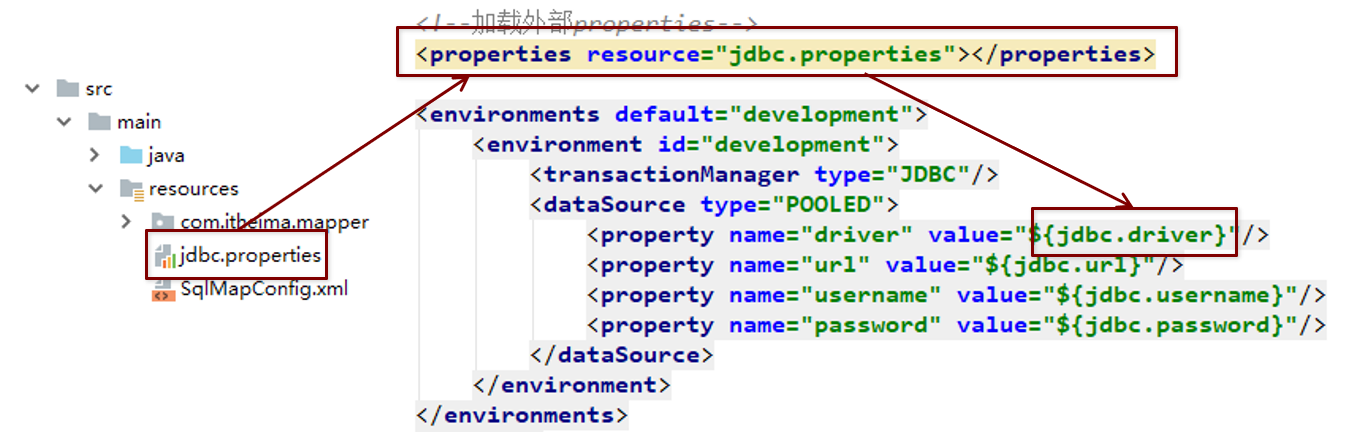 src
main
java
resources
com.itheima.mapper
jdbc.properties
SqlMapConfig.xml
<!--加载外部properties-->
<properties resource="jdbc.properties"></properties>
<environments default="development">
<environment id="development">
<transactionManager type="JDBC"/>
<dataSource type="POOLED">
<property name="driver" value="${jdbc.driver}"/>
<property name="url" value="${jdbc.url}"/>
<property name="username" value="${jdbc.username}"/>
<property name="password" value="${jdbc.password}"/>
</dataSource>
</environment>
</environments>